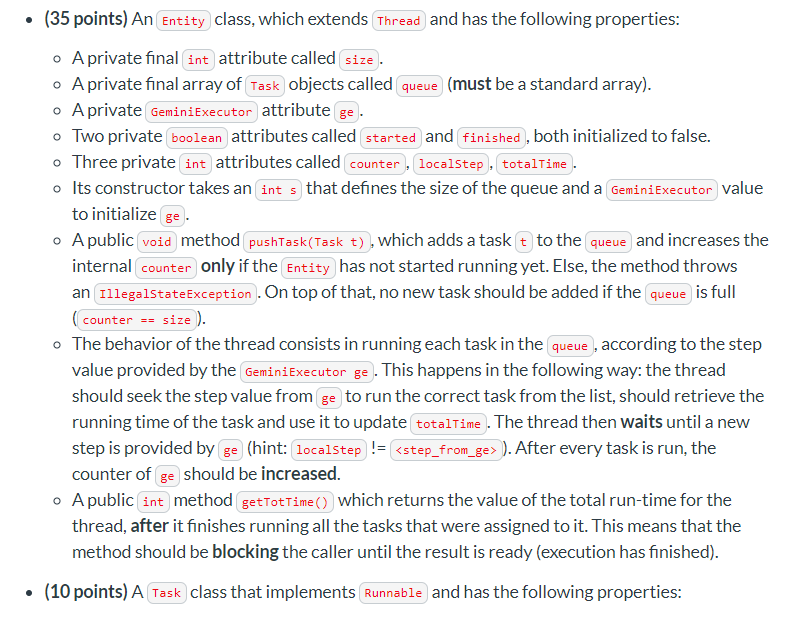 • (35 points) An Entity class, which extends Thread and has the following properties:
◦ A private final int attribute called size.
◦ A private final array of Task objects called queue (must be a standard array).
◦ A private GeminiExecutor attribute ge.
◦ Two private boolean attributes called started and finished, both initialized to false.
◦ Three private int attributes called counter, localStep, totalTime.
◦ Its constructor takes an int s that defines the size of the queue and a GeminiExecutor value
to initialize ge.
◦ A public void method pushTask(Task t), which adds a task t to the queue and increases the
internal counter only if the Entity has not started running yet. Else, the method throws
an IllegalStateException. On top of that, no new task should be added if the queue is full
(counter == size).
◦ The behavior of the thread consists in running each task in the queue, according to the step
value provided by the GeminiExecutor ge. This happens in the following way: the thread
should seek the step value from ge to run the correct task from the list, should retrieve the
running time of the task and use it to update totalTime. The thread then waits until a new
step is provided by ge (hint: localStep != <step_from_ge>). After every task is run, the
counter of ge should be increased.
◦ A public int method getTotTime() which returns the value of the total run-time for the
thread, after it finishes running all the tasks that were assigned to it. This means that the
method should be blocking the caller until the result is ready (execution has finished).
• (10 points) A Task class that implements Runnable and has the following properties: